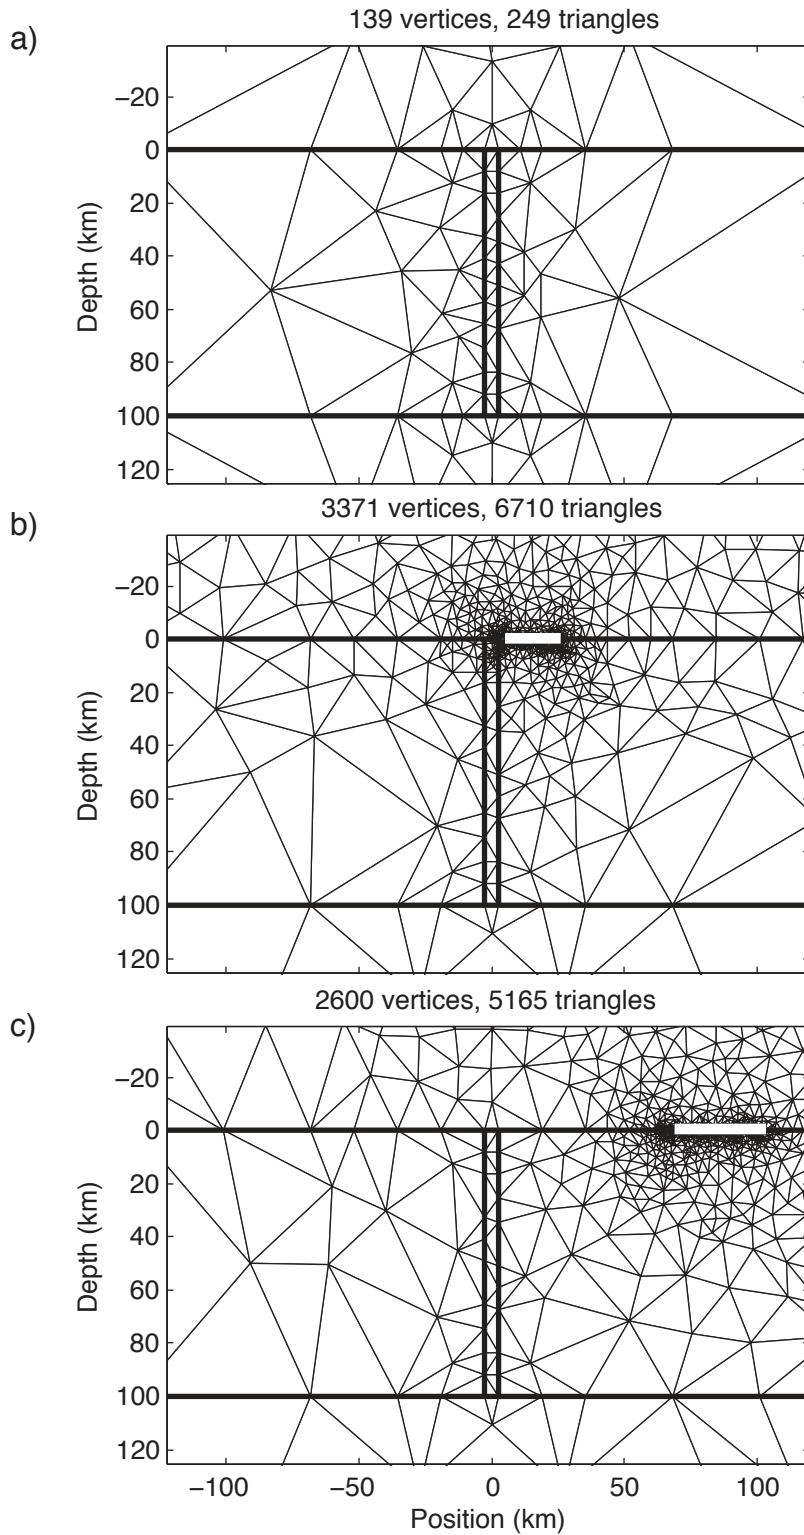 a)
139 vertices, 249 triangles
−20
0
20
40
60
80
100
120
Depth (km)
b)
3371 vertices, 6710 triangles
−20
0
20
40
60
80
100
120
Depth (km)
c)
2600 vertices, 5165 triangles
−20
0
20
40
60
80
100
120
Depth (km)
−100 −50 0 50 100
Position (km)